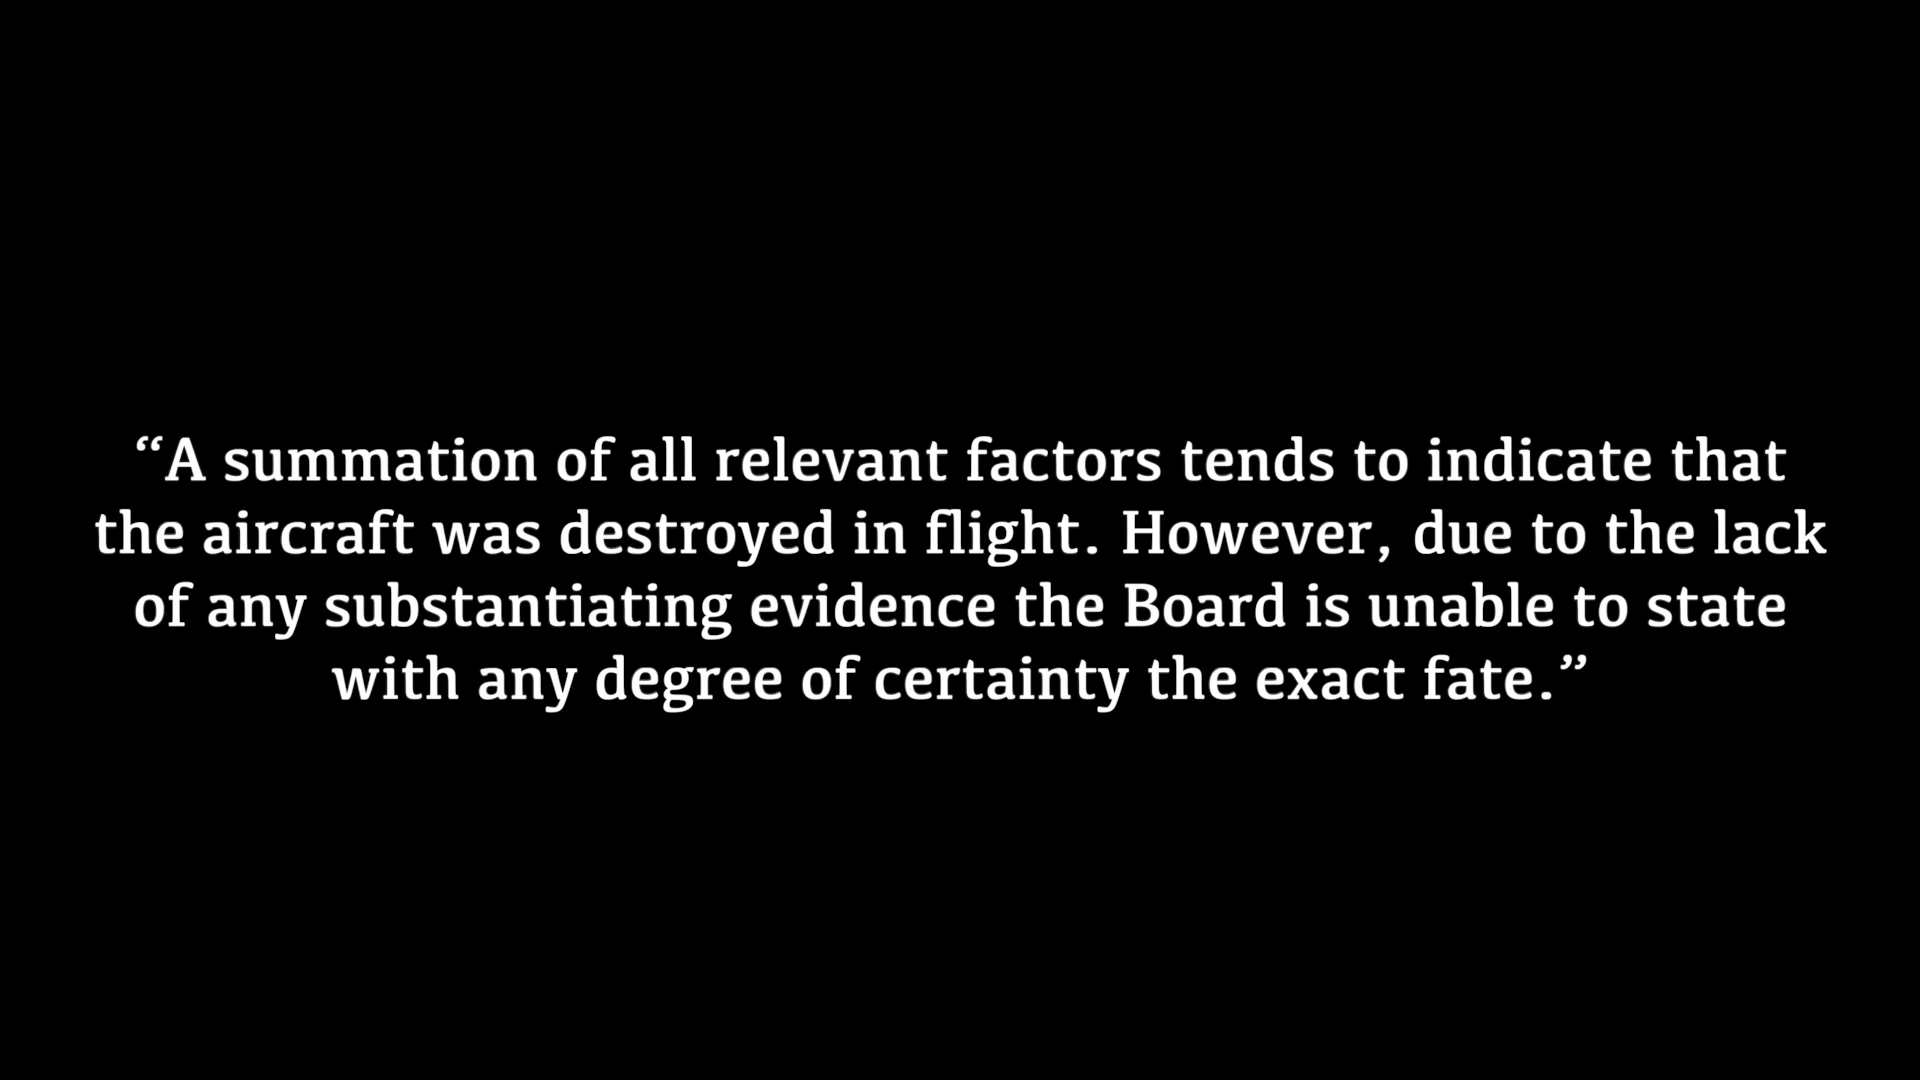 “A summation of all relevant factors tends to indicate that
the aircraft was destroyed in flight. However, due to the lack
of any substantiating evidence the Board is unable to state
with any degree of certainty the exact fate.”